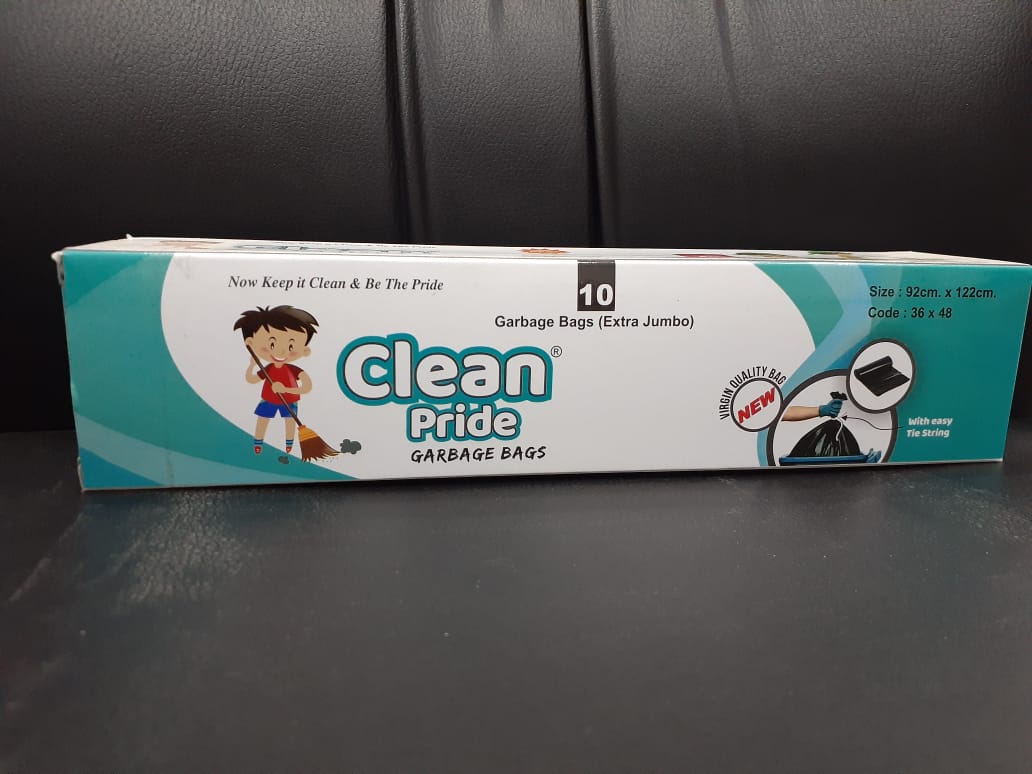 Now Keep it Clean & Be The Pride
10
Garbage Bags (Extra Jumbo)
Clean®
Pride
GARBAGE BAGS
VIRGIN QUALITY BAG
NEW
Size : 92cm. x 122cm.
Code : 36 x 48
With easy
Tie String